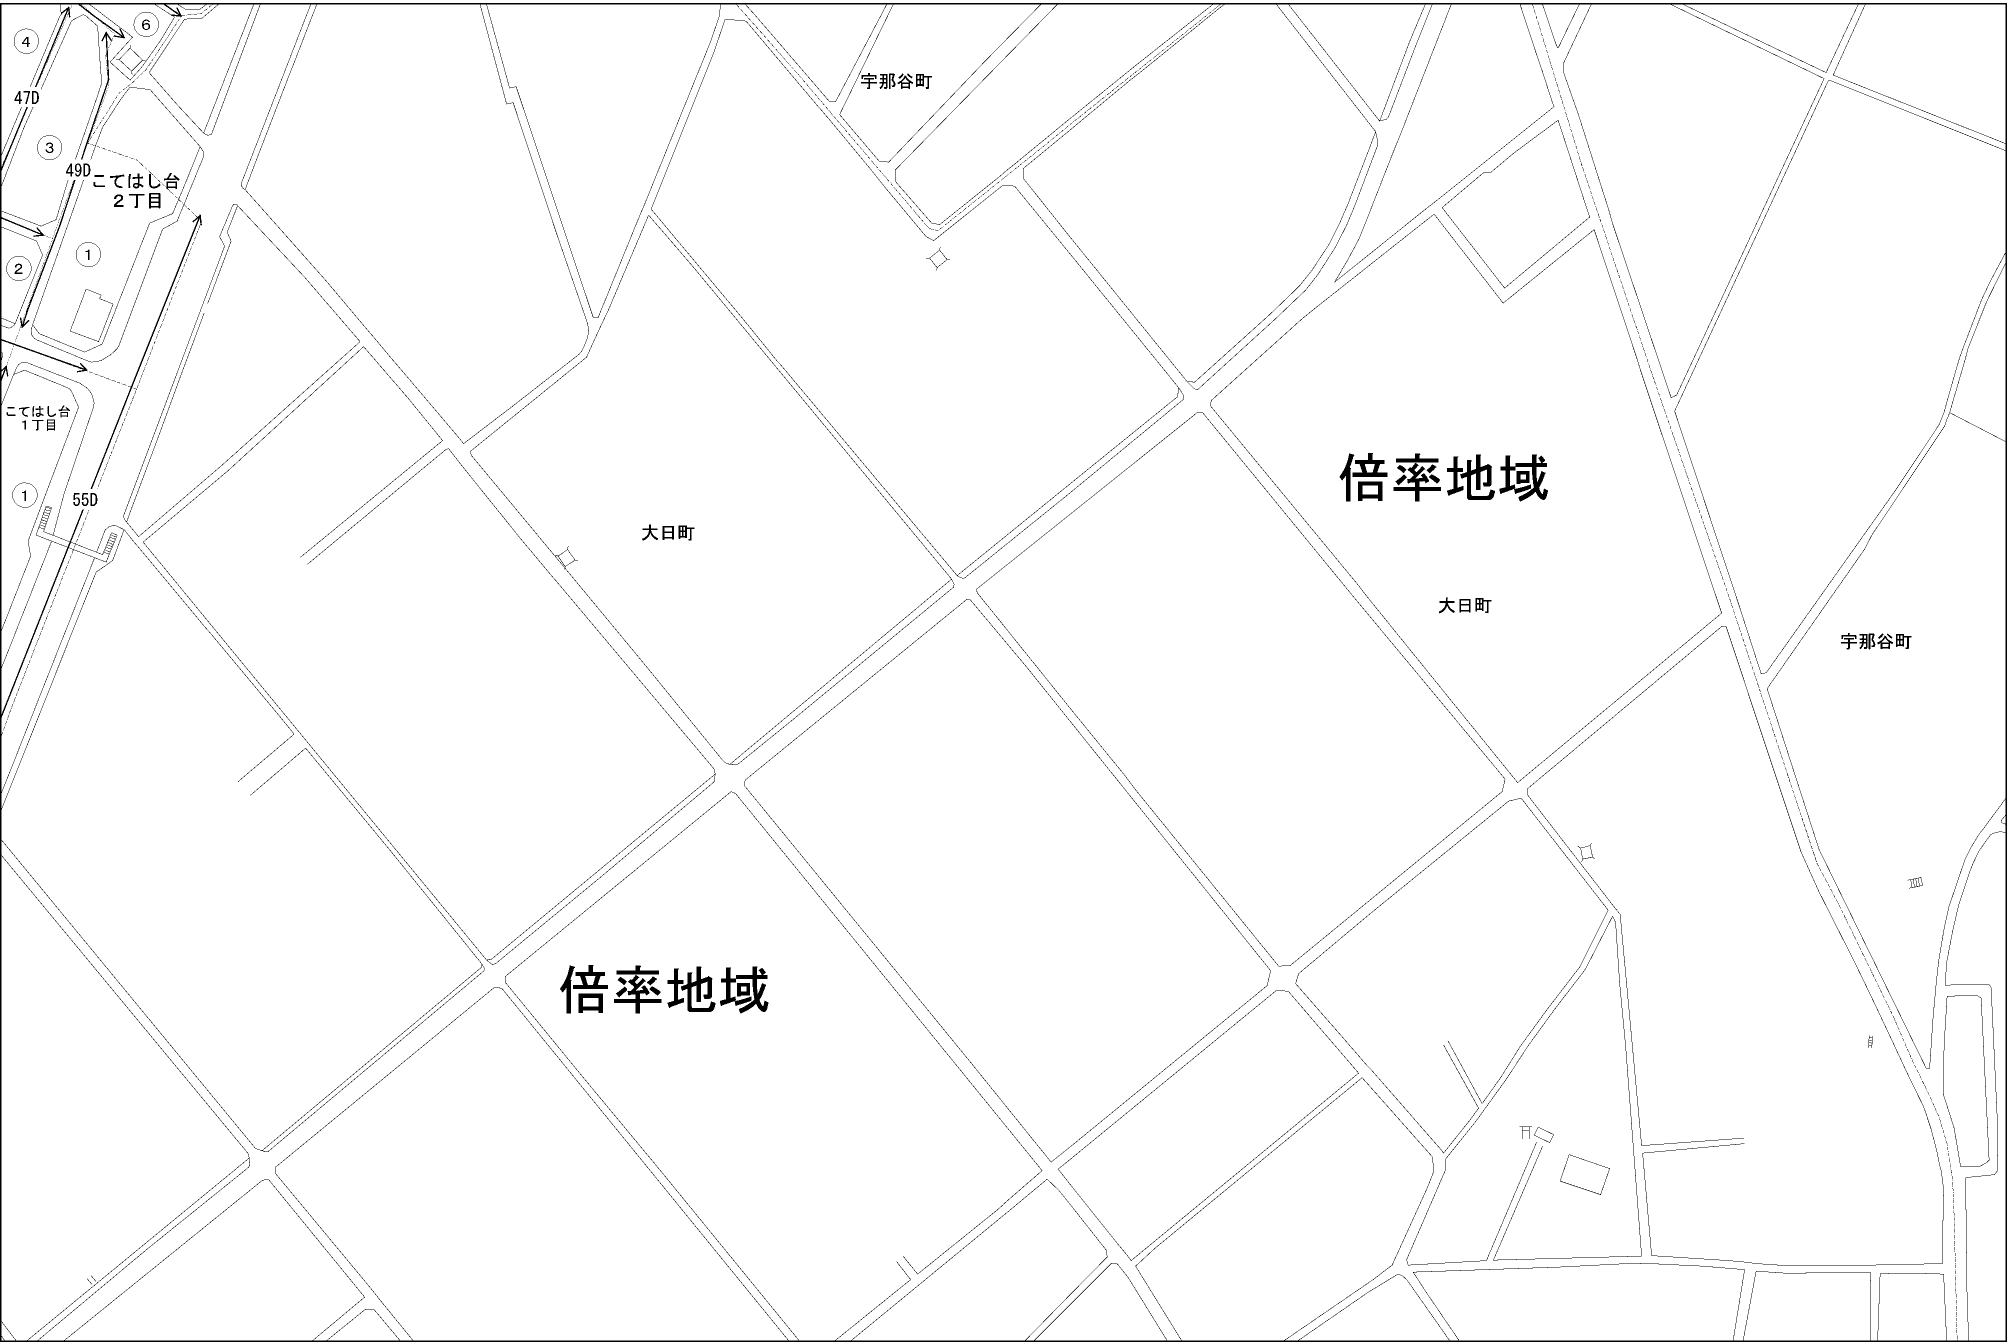 ④
⑥
宇那谷町
47D
③
49D
こてはし台
２丁目
①
②
こてはし台
１丁目
倍率地域
①
55D
大日町
大日町
宇那谷町
倍率地域